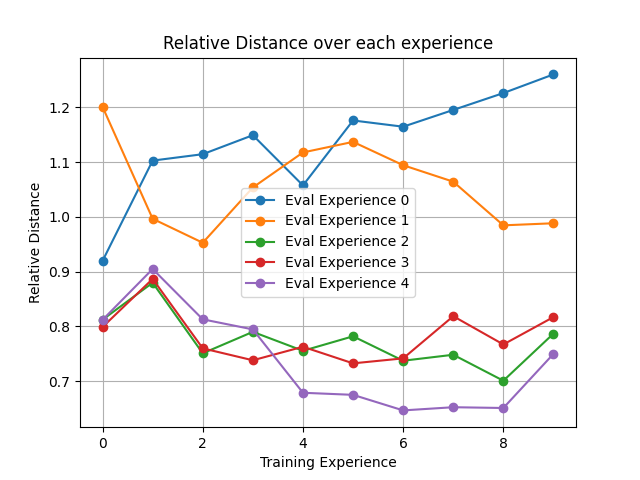 Relative Distance over each experience
1.2
1.1
1.0
0.9
0.8
0.7
Relative Distance
Eval Experience 0
Eval Experience 1
Eval Experience 2
Eval Experience 3
Eval Experience 4
0 2 4 6 8
Training Experience